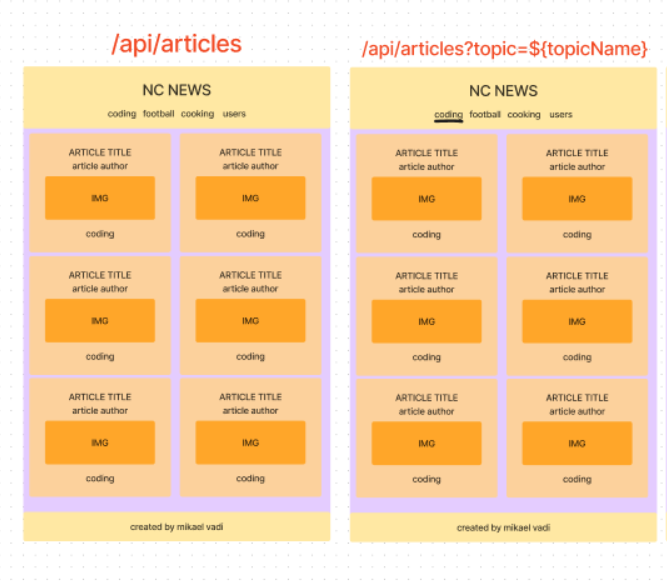 /api/articles
NC NEWS
coding football cooking users
ARTICLE TITLE
article author
IMG
coding
ARTICLE TITLE
article author
IMG
coding
ARTICLE TITLE
article author
IMG
coding
ARTICLE TITLE
article author
IMG
coding
ARTICLE TITLE
article author
IMG
coding
ARTICLE TITLE
article author
IMG
coding
created by mikael vadi
/api/articles?topic=${topicName}
NC NEWS
coding football cooking users
ARTICLE TITLE
article author
IMG
coding
ARTICLE TITLE
article author
IMG
coding
ARTICLE TITLE
article author
IMG
coding
ARTICLE TITLE
article author
IMG
coding
ARTICLE TITLE
article author
IMG
coding
ARTICLE TITLE
article author
IMG
coding
created by mikael vadi